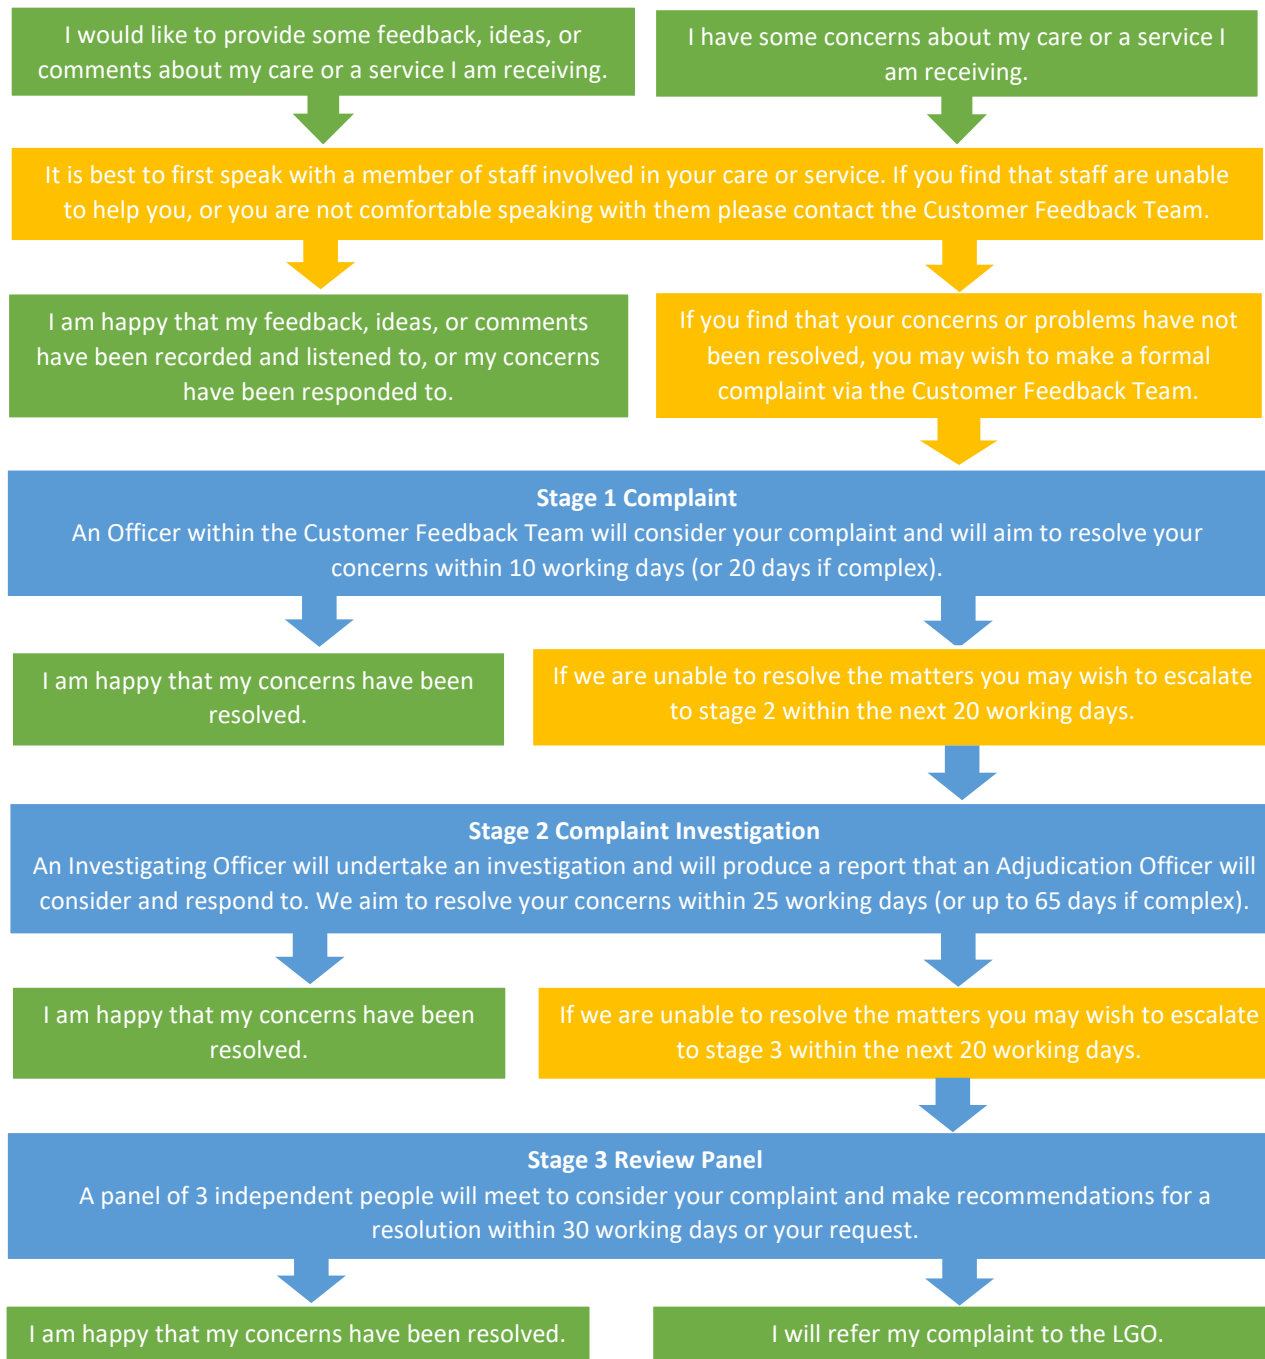 I would like to provide some feedback, ideas, or
comments about my care or a service I am receiving.
I have some concerns about my care or a service I
am receiving.
It is best to first speak with a member of staff involved in your care or service. If you find that staff are unable
to help you, or you are not comfortable speaking with them please contact the Customer Feedback Team.
I am happy that my feedback, ideas, or comments
have been recorded and listened to, or my concerns
have been responded to.
If you find that your concerns or problems have not
been resolved, you may wish to make a formal
complaint via the Customer Feedback Team.
Stage 1 Complaint
An Officer within the Customer Feedback Team will consider your complaint and will aim to resolve your
concerns within 10 working days (or 20 days if complex).
I am happy that my concerns have been
resolved.
If we are unable to resolve the matters you may wish to escalate
to stage 2 within the next 20 working days.
Stage 2 Complaint Investigation
An Investigating Officer will undertake an investigation and will produce a report that an Adjudication Officer will
consider and respond to. We aim to resolve your concerns within 25 working days (or up to 65 days if complex).
I am happy that my concerns have been
resolved.
If we are unable to resolve the matters you may wish to escalate
to stage 3 within the next 20 working days.
Stage 3 Review Panel
A panel of 3 independent people will meet to consider your complaint and make recommendations for a
resolution within 30 working days or your request.
I am happy that my concerns have been resolved.
I will refer my complaint to the LGO.